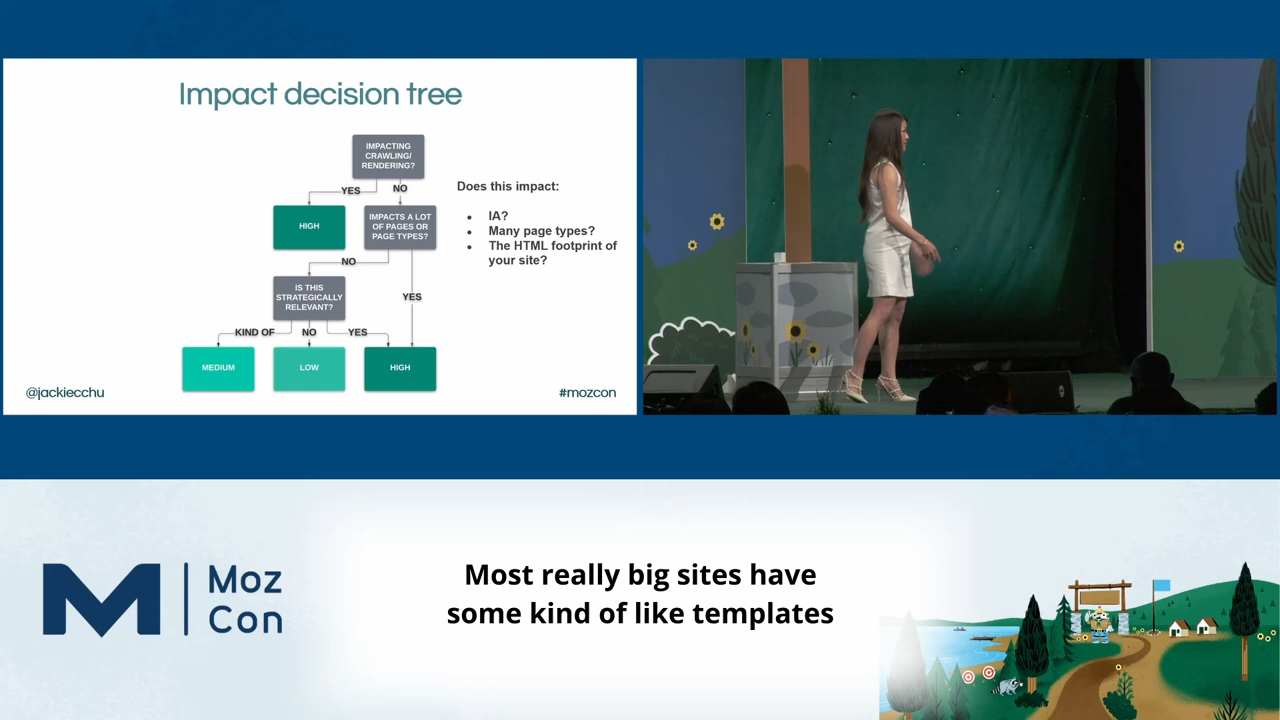 Impact decision tree
IMPACTING
CRAWLING/
RENDERING?
YES
NO
HIGH
IMPACTS A LOT
OF PAGES OR
PAGE TYPES?
NO
YES
IS THIS
STRATEGICALLY
RELEVANT?
KIND OF
NO
YES
MEDIUM
LOW
HIGH
Does this impact:
• IA?
• Many page types?
• The HTML footprint of
your site?
@jackiecchu
#mozcon
M
Moz
Con
Most really big sites have
some kind of like templates